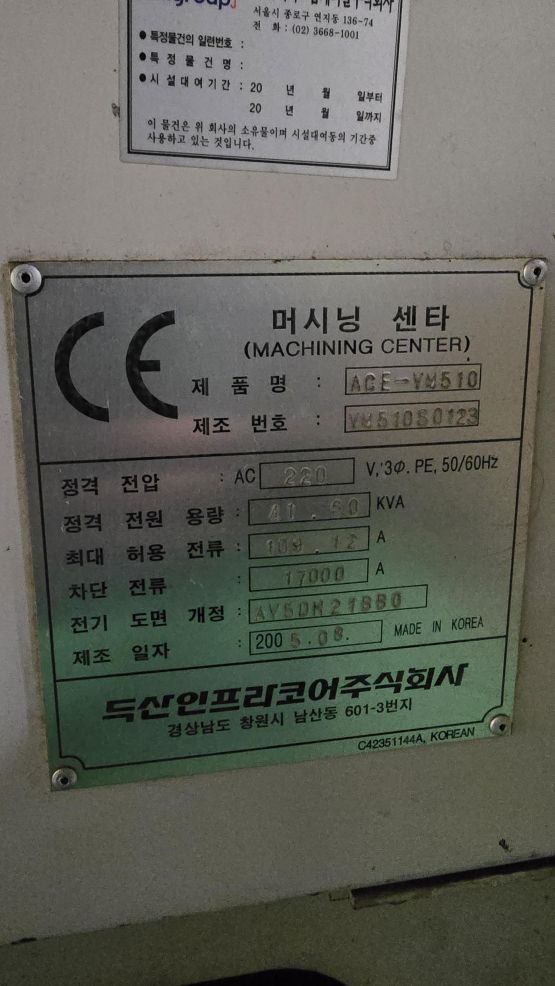 서울시 종로구 연지동 136-74
전 화 : (02) 3668-1001
● 특정물건의 일련번호 :
● 특 정 물 건 명 :
● 시 설 대 여 기 간 : 20 년 월 일부터
20 년 월 일까지
이 물건은 위 회사의 소유물이며 시설대여등의 기간중
사용하고 있는 것입니다.
CE
머시닝 센타
(MACHINING CENTER)
제 품 명 : ACE-VM510
제조 번호 : VM510S0123
정격 전압 : AC 220 V, 3Φ. PE, 50/60Hz
정격 전원 용량 : 41.60 KVA
최대 허용 전류 : 109.12 A
차단 전류 : 17000 A
전기 도면 개정 :
제조 일자 : 2005.08. MADE IN KOREA
두산인프라코어주식회사
경상남도 창원시 남산동 601-3번지
C42351144A, KOREAN